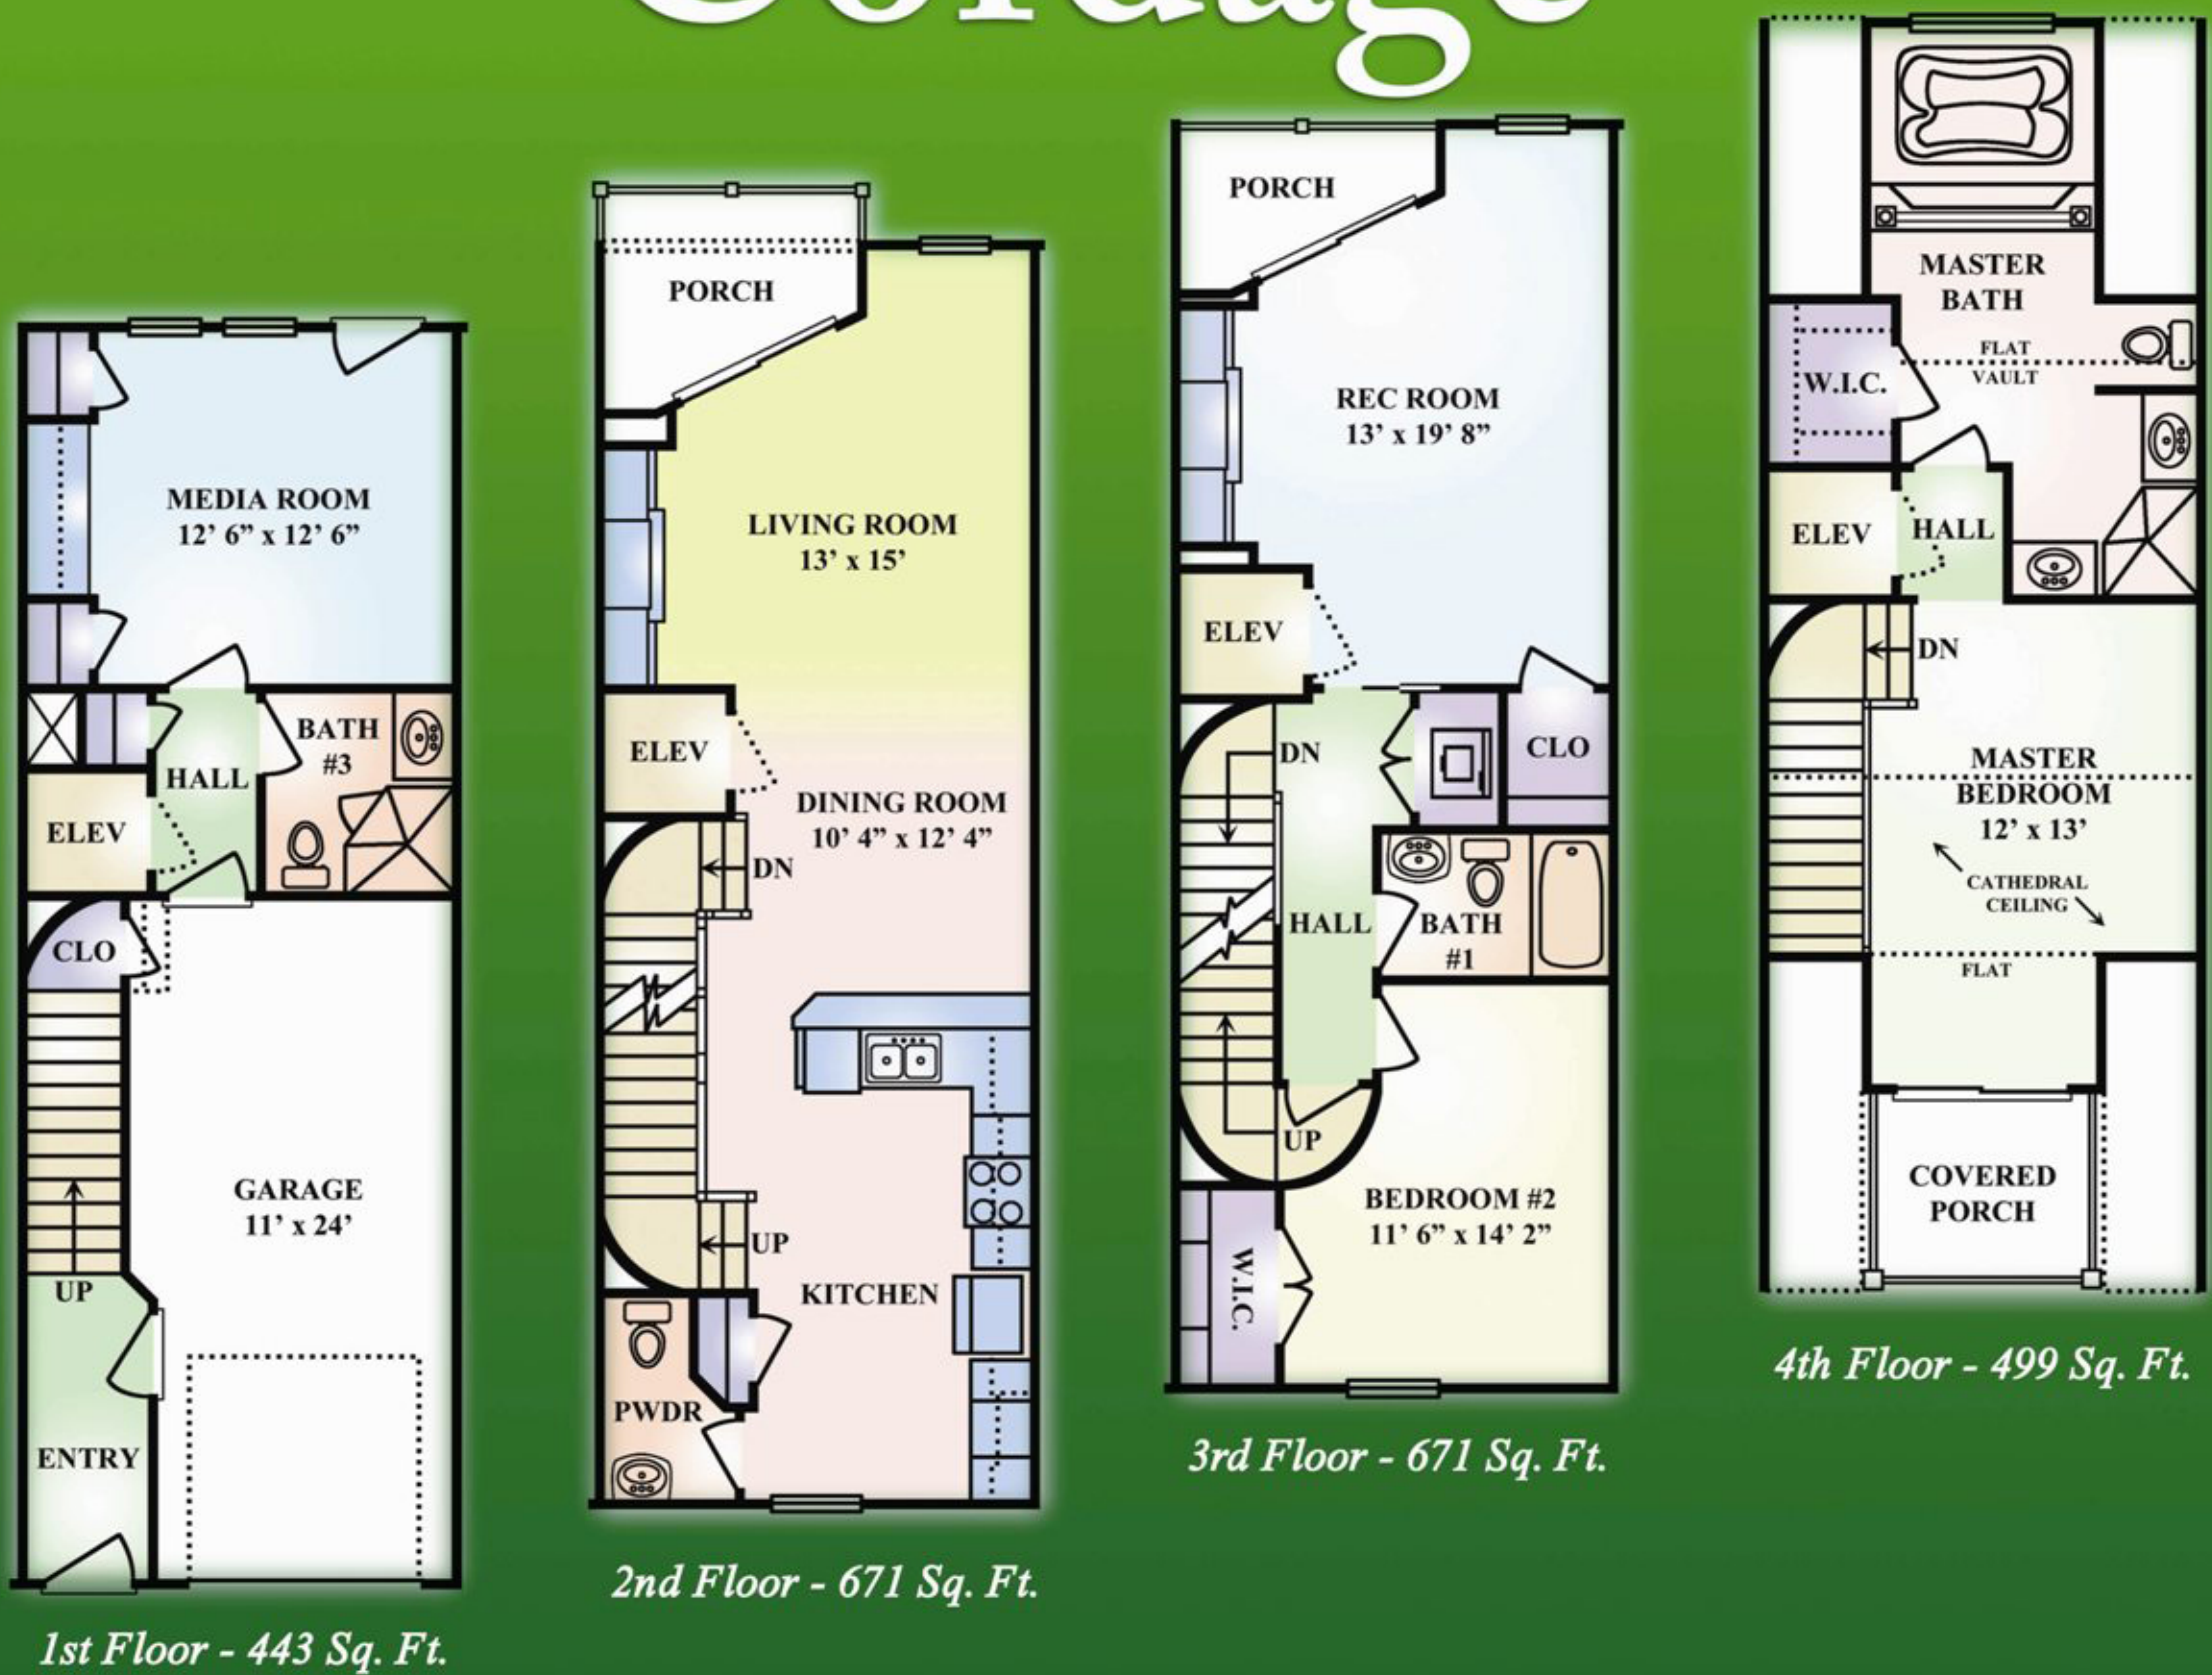 MEDIA ROOM
12’ 6” x 12’ 6”
BATH
#3
HALL
ELEV
CLO
GARAGE
11’ x 24’
UP
ENTRY
1st Floor - 443 Sq. Ft.
PORCH
LIVING ROOM
13’ x 15’
ELEV
DINING ROOM
10’ 4” x 12’ 4”
DN
UP
KITCHEN
PWDR
2nd Floor - 671 Sq. Ft.
PORCH
REC ROOM
13’ x 19’ 8”
ELEV
DN
CLO
HALL
BATH
#1
UP
BEDROOM #2
11’ 6” x 14’ 2”
W.I.C.
3rd Floor - 671 Sq. Ft.
MASTER
BATH
FLAT
VAULT
W.I.C.
ELEV
HALL
DN
MASTER
BEDROOM
12’ x 13’
CATHEDRAL
CEILING
FLAT
COVERED
PORCH
4th Floor - 499 Sq. Ft.